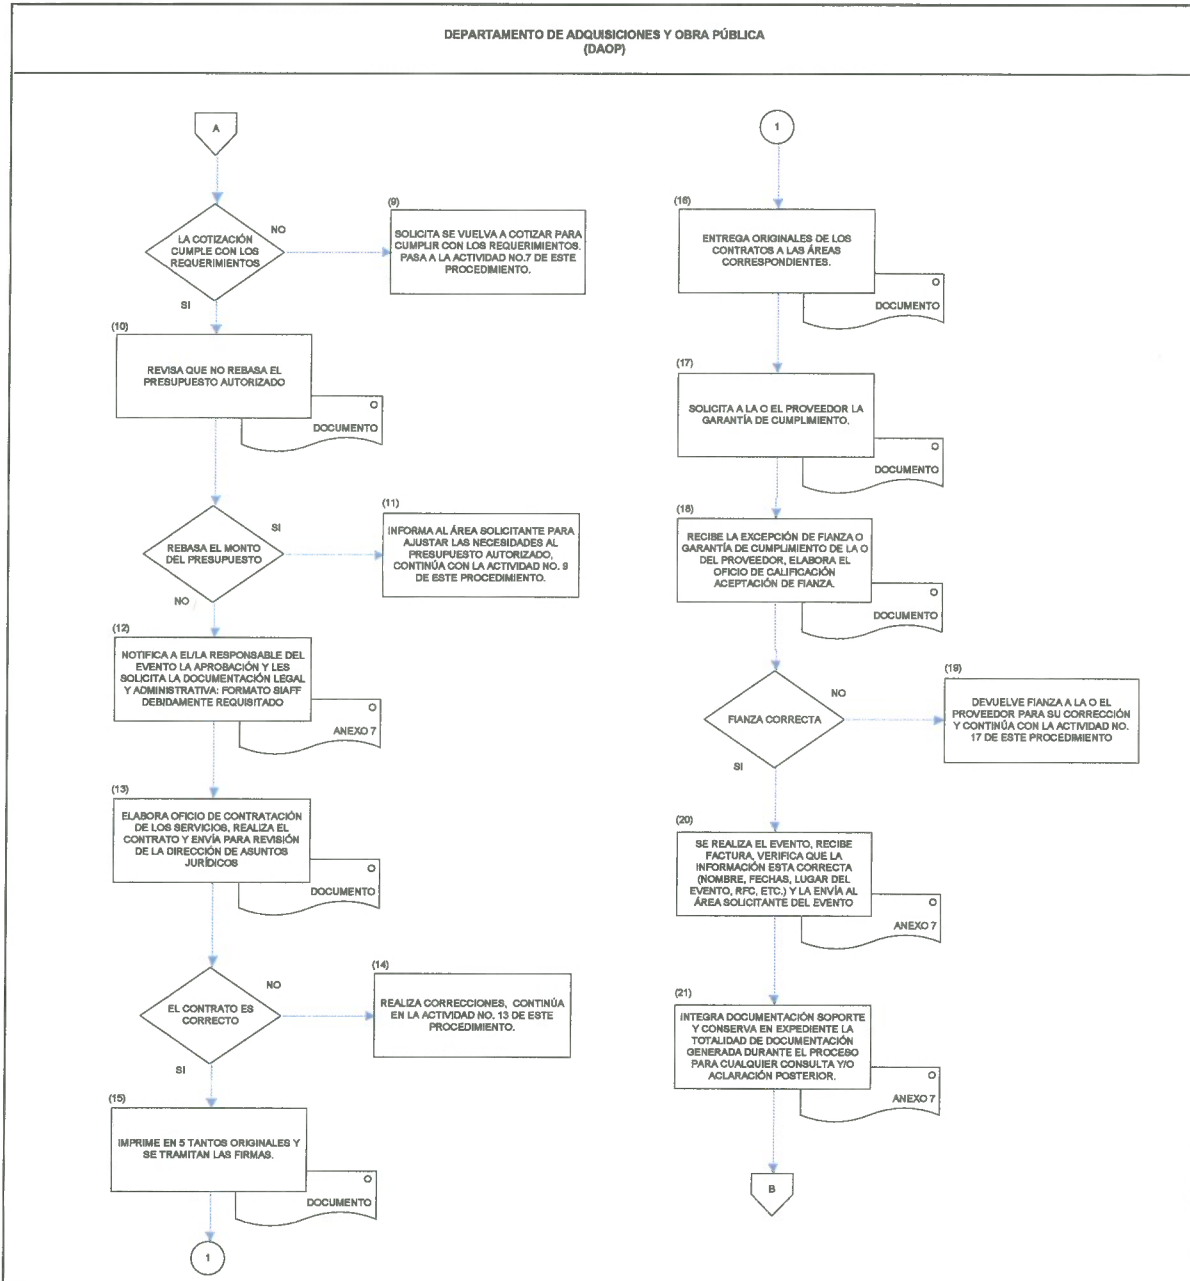 DEPARTAMENTO DE ADQUISICIONES Y OBRA PÚBLICA
(DAOP)
A
LA COTIZACIÓN
CUMPLE CON LOS
REQUERIMIENTOS
NO
SI
(9)
SOLICITA SE VUELVA A COTIZAR PARA
CUMPLIR CON LOS REQUERIMIENTOS.
PASA A LA ACTIVIDAD NO.7 DE ESTE
PROCEDIMIENTO.
(10)
REVISA QUE NO REBASA EL
PRESUPUESTO AUTORIZADO
O
DOCUMENTO
REBASA EL MONTO
DEL PRESUPUESTO
SI
NO
(11)
INFORMA AL ÁREA SOLICITANTE PARA
AJUSTAR LAS NECESIDADES AL
PRESUPUESTO AUTORIZADO,
CONTINÚA CON LA ACTIVIDAD NO. 9
DE ESTE PROCEDIMIENTO.
(12)
NOTIFICA A EL/LA RESPONSABLE DEL
EVENTO LA APROBACIÓN Y LES
SOLICITA LA DOCUMENTACIÓN LEGAL
Y ADMINISTRATIVA: FORMATO SIAFF
DEBIDAMENTE REQUISITADO
O
ANEXO 7
(13)
ELABORA OFICIO DE CONTRATACIÓN
DE LOS SERVICIOS, REALIZA EL
CONTRATO Y ENVÍA PARA REVISIÓN
DE LA DIRECCIÓN DE ASUNTOS
JURÍDICOS
O
DOCUMENTO
EL CONTRATO ES
CORRECTO
NO
SI
(14)
REALIZA CORRECCIONES, CONTINÚA
EN LA ACTIVIDAD NO. 13 DE ESTE
PROCEDIMIENTO.
(15)
IMPRIME EN 5 TANTOS ORIGINALES Y
SE TRAMITAN LAS FIRMAS.
O
DOCUMENTO
1
1
(16)
ENTREGA ORIGINALES DE LOS
CONTRATOS A LAS ÁREAS
CORRESPONDIENTES.
O
DOCUMENTO
(17)
SOLICITA A LA O EL PROVEEDOR LA
GARANTÍA DE CUMPLIMIENTO.
O
DOCUMENTO
(18)
RECIBE LA EXCEPCIÓN DE FIANZA O
GARANTÍA DE CUMPLIMIENTO DE LA O
DEL PROVEEDOR, ELABORA EL
OFICIO DE CALIFICACIÓN
ACEPTACIÓN DE FIANZA.
O
DOCUMENTO
FIANZA CORRECTA
NO
SI
(19)
DEVUELVE FIANZA A LA O EL
PROVEEDOR PARA SU CORRECCIÓN
Y CONTINÚA CON LA ACTIVIDAD NO.
17 DE ESTE PROCEDIMIENTO
(20)
SE REALIZA EL EVENTO, RECIBE
FACTURA, VERIFICA QUE LA
INFORMACIÓN ESTA CORRECTA
(NOMBRE, FECHAS, LUGAR DEL
EVENTO, RFC, ETC.) Y LA ENVÍA AL
ÁREA SOLICITANTE DEL EVENTO
O
ANEXO 7
(21)
INTEGRA DOCUMENTACIÓN SOPORTE
Y CONSERVA EN EXPEDIENTE LA
TOTALIDAD DE DOCUMENTACIÓN
GENERADA DURANTE EL PROCESO
PARA CUALQUIER CONSULTA Y/O
ACLARACIÓN POSTERIOR.
O
ANEXO 7
B